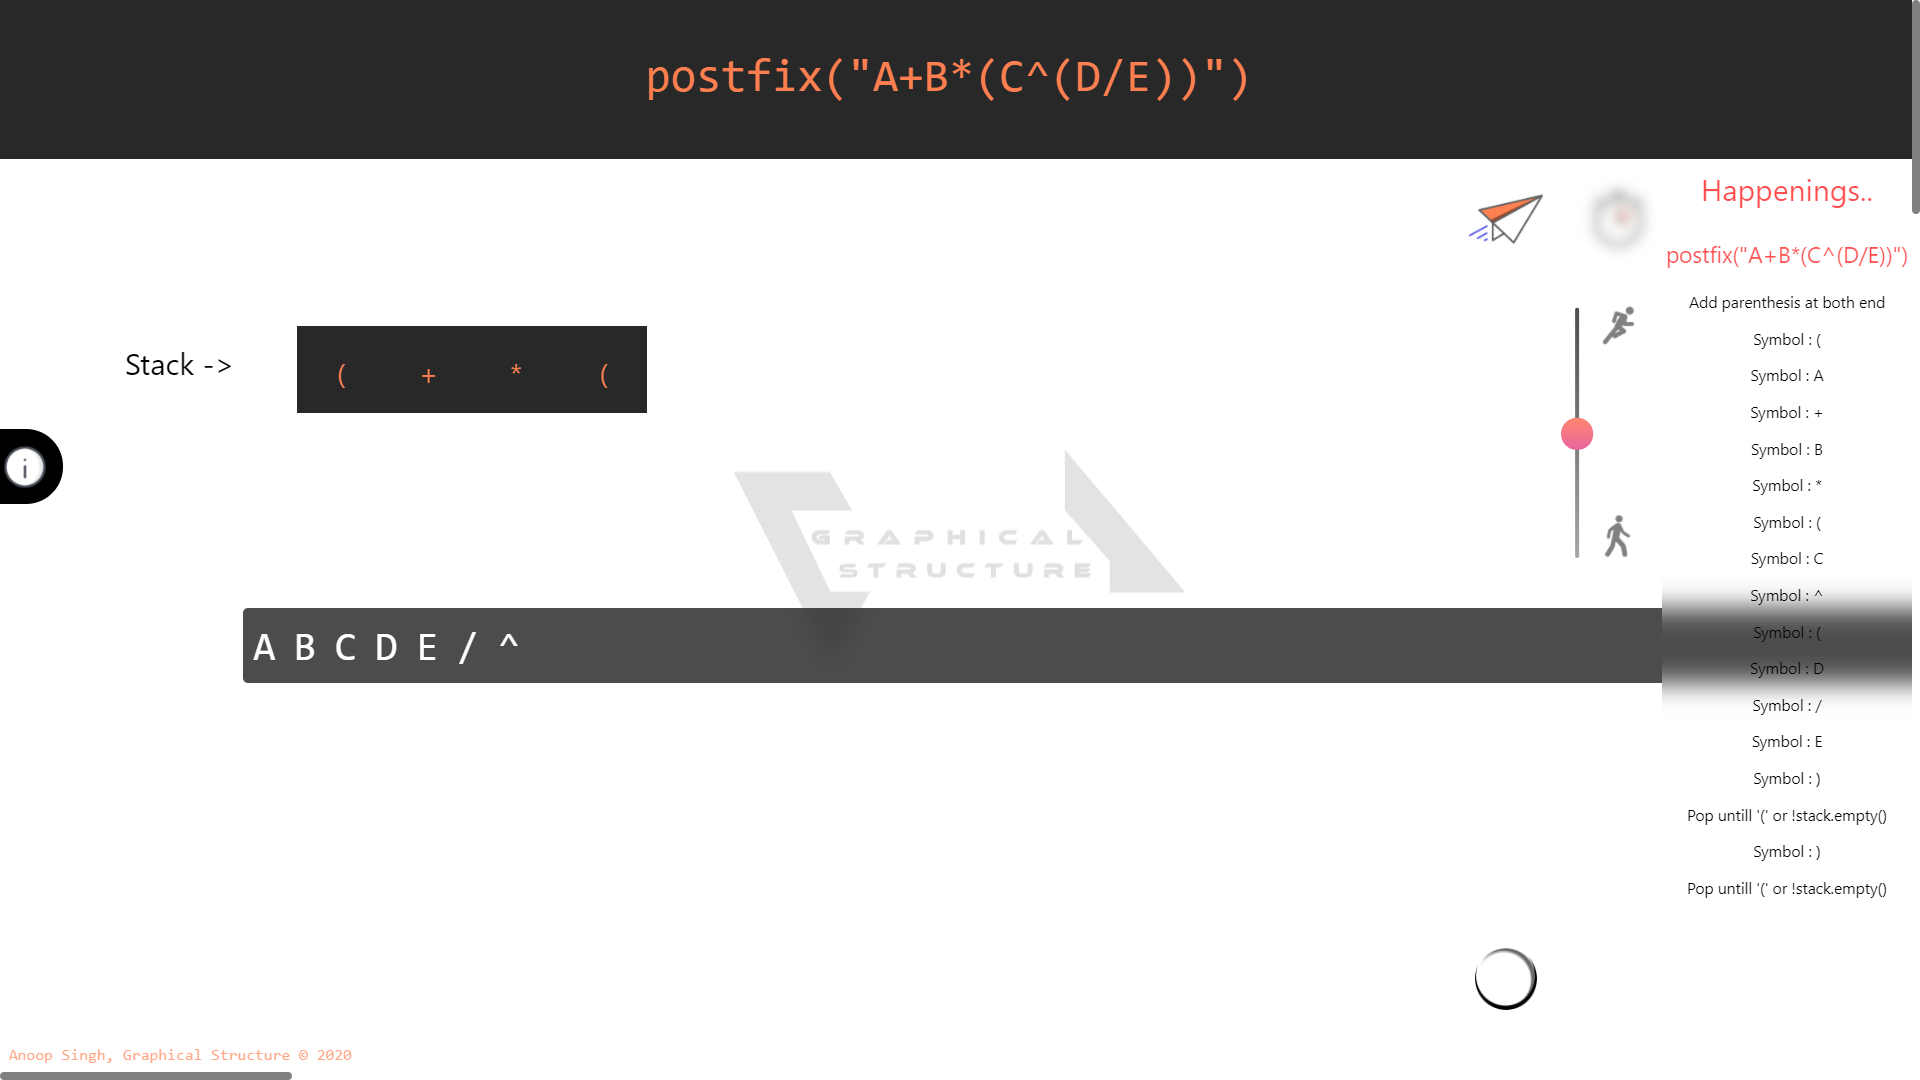 postfix("A+B*(C^(D/E))")
Happenings..
postfix("A+B*(C^(D/E))")
Add parenthesis at both end
Symbol : (
Symbol : A
Symbol : +
Symbol : B
Symbol : *
Symbol : (
Symbol : C
Symbol : ^
Symbol : (
Symbol : D
Symbol : /
Symbol : E
Symbol : )
Pop untill '(' or !stack.empty()
Symbol : )
Pop untill '(' or !stack.empty()
Stack ->
( + * (
i
GRAPHICAL
STRUCTURE
A B C D E / ^
Anoop Singh, Graphical Structure © 2020